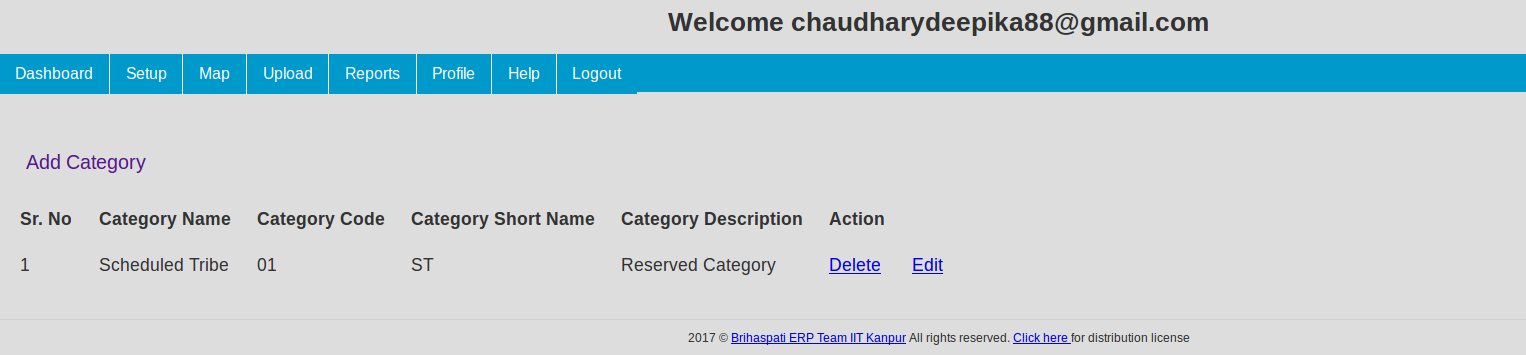 Welcome chaudharydeepika88@gmail.com
Dashboard Setup Map Upload Reports Profile Help Logout
Add Category
Sr. No Category Name Category Code Category Short Name Category Description Action
1 Scheduled Tribe 01 ST Reserved Category Delete Edit
2017 © Brihaspati ERP Team IIT Kanpur All rights reserved. Click here for distribution license